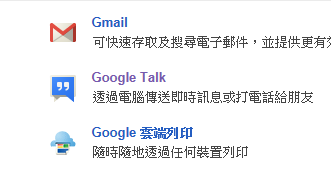 Gmail
可快速存取及搜尋電子郵件，並提供更有
Google Talk
透過電腦傳送即時訊息或打電話給朋友
Google 雲端列印
隨時隨地透過任何裝置列印